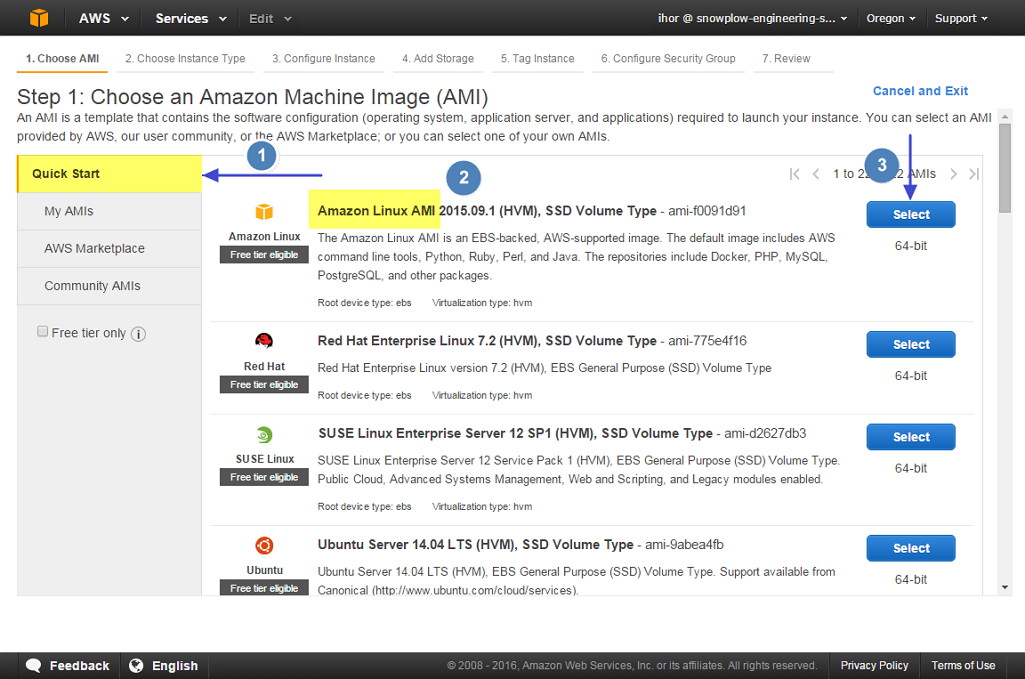 AWS Services Edit ihor @ snowplow-engineering-s... Oregon Support
1. Choose AMI 2. Choose Instance Type 3. Configure Instance 4. Add Storage 5. Tag Instance 6. Configure Security Group 7. Review
Step 1: Choose an Amazon Machine Image (AMI)
Cancel and Exit
An AMI is a template that contains the software configuration (operating system, application server, and applications) required to launch your instance. You can select an AMI
provided by AWS, our user community, or the AWS Marketplace; or you can select one of your own AMIs.
Quick Start
My AMIs
AWS Marketplace
Community AMIs
Free tier only
1
2
3
1 to 2 2 AMIs
Amazon Linux
Free tier eligible
Amazon Linux AMI 2015.09.1 (HVM), SSD Volume Type - ami-f0091d91
The Amazon Linux AMI is an EBS-backed, AWS-supported image. The default image includes AWS
command line tools, Python, Ruby, Perl, and Java. The repositories include Docker, PHP, MySQL,
PostgreSQL, and other packages.
Root device type: ebs Virtualization type: hvm
Select
64-bit
Red Hat
Free tier eligible
Red Hat Enterprise Linux 7.2 (HVM), SSD Volume Type - ami-775e4f16
Red Hat Enterprise Linux version 7.2 (HVM), EBS General Purpose (SSD) Volume Type
Root device type: ebs Virtualization type: hvm
Select
64-bit
SUSE Linux
Free tier eligible
SUSE Linux Enterprise Server 12 SP1 (HVM), SSD Volume Type - ami-d2627db3
SUSE Linux Enterprise Server 12 Service Pack 1 (HVM), EBS General Purpose (SSD) Volume Type.
Public Cloud, Advanced Systems Management, Web and Scripting, and Legacy modules enabled.
Root device type: ebs Virtualization type: hvm
Select
64-bit
Ubuntu
Free tier eligible
Ubuntu Server 14.04 LTS (HVM), SSD Volume Type - ami-9abea4fb
Ubuntu Server 14.04 LTS (HVM), EBS General Purpose (SSD) Volume Type. Support available from
Canonical (http://www.ubuntu.com/cloud/services).
Select
64-bit
Feedback English © 2008 - 2016, Amazon Web Services, Inc. or its affiliates. All rights reserved. Privacy Policy Terms of Use